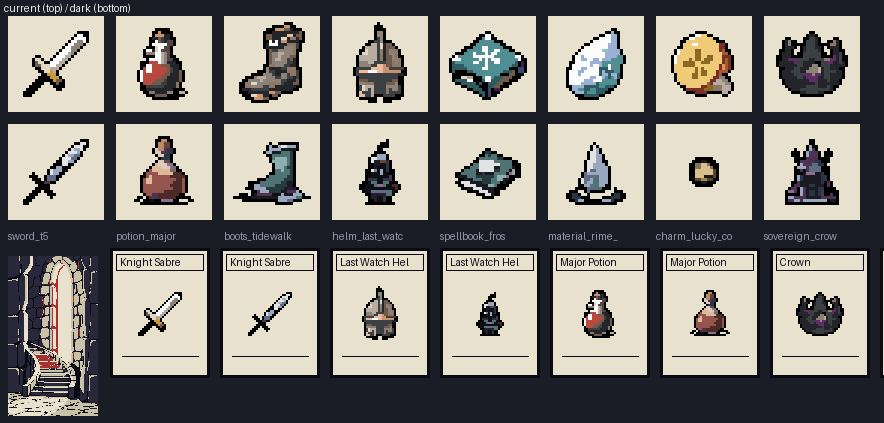 current (top) / dark (bottom)
sword_t5
potion_major
boots_tidewalk
helm_last_watc
spellbook_fros
material_rime_
charm_lucky_co
sovereign_crow
Knight Sabre
Knight Sabre
Last Watch Hel
Last Watch Hel
Major Potion
Major Potion
Crown